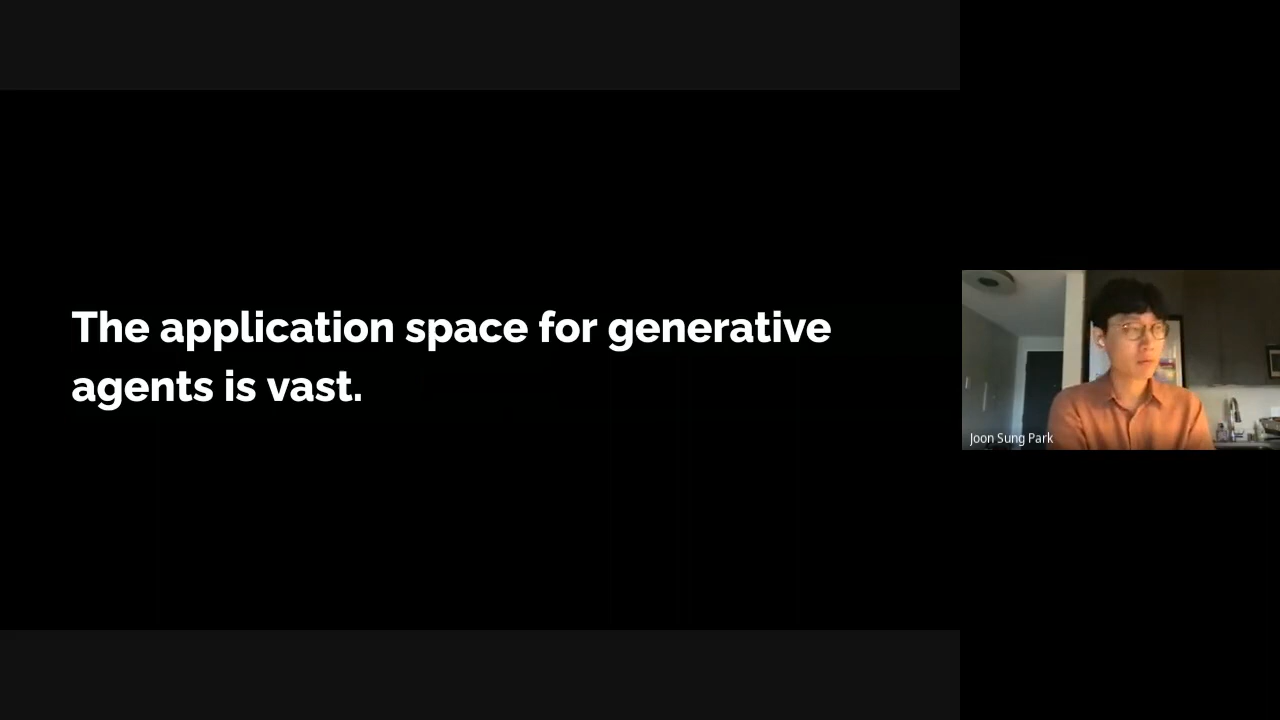 The application space for generative
agents is vast.
Joon Sung Park